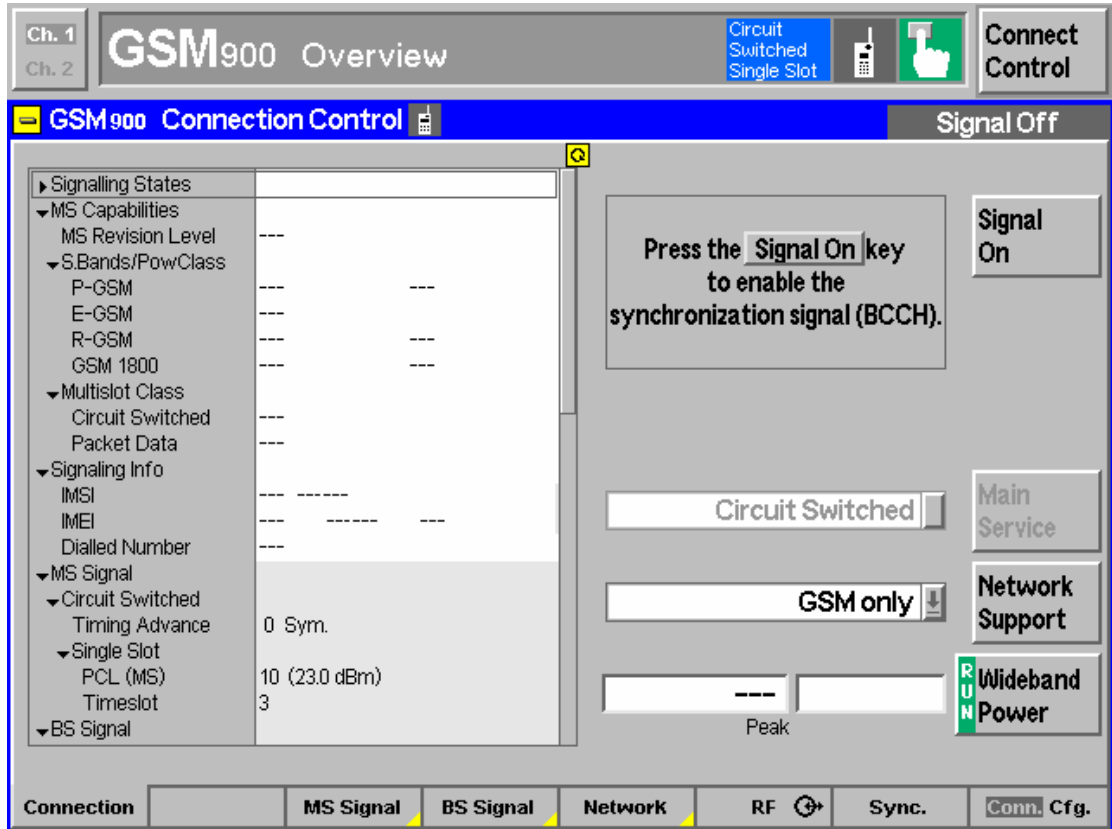 Ch. 1
Ch. 2
GSM900 Overview
Circuit
Switched
Single Slot
Connect
Control
GSM900 Connection Control
Signal Off
Signalling States
MS Capabilities
MS Revision Level ---
S.Bands/PowClass
P-GSM --- ---
E-GSM ---
R-GSM --- ---
GSM 1800 --- ---
Multislot Class
Circuit Switched ---
Packet Data ---
Signaling Info
IMSI --- ------
IMEI --- ------ ---
Dialled Number ---
MS Signal
Circuit Switched
Timing Advance 0 Sym.
Single Slot
PCL (MS) 10 (23.0 dBm)
Timeslot 3
BS Signal
Press the Signal On key
to enable the
synchronization signal (BCCH).
Signal
On
Circuit Switched
Main
Service
GSM only
Network
Support
---
Peak
RUN
Wideband
Power
Connection
MS Signal
BS Signal
Network
RF
Sync.
Conn. Cfg.